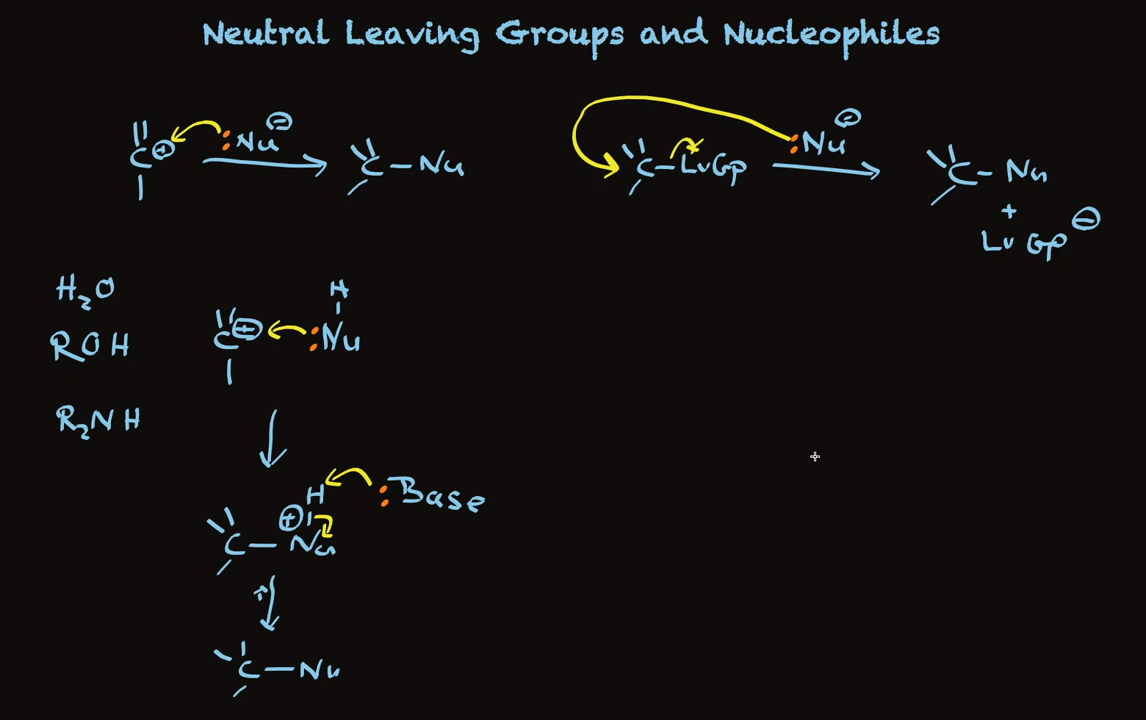 Neutral Leaving Groups and Nucleophiles
C⊕ :Nu⊖ → C–Nu
C–LvGp :Nu⊖ → C–Nu
+
LvGp⊖
H₂O
ROH
R₂NH
H
C⊕ :Nu
H :Base
⊕
C–Nu
C–Nu